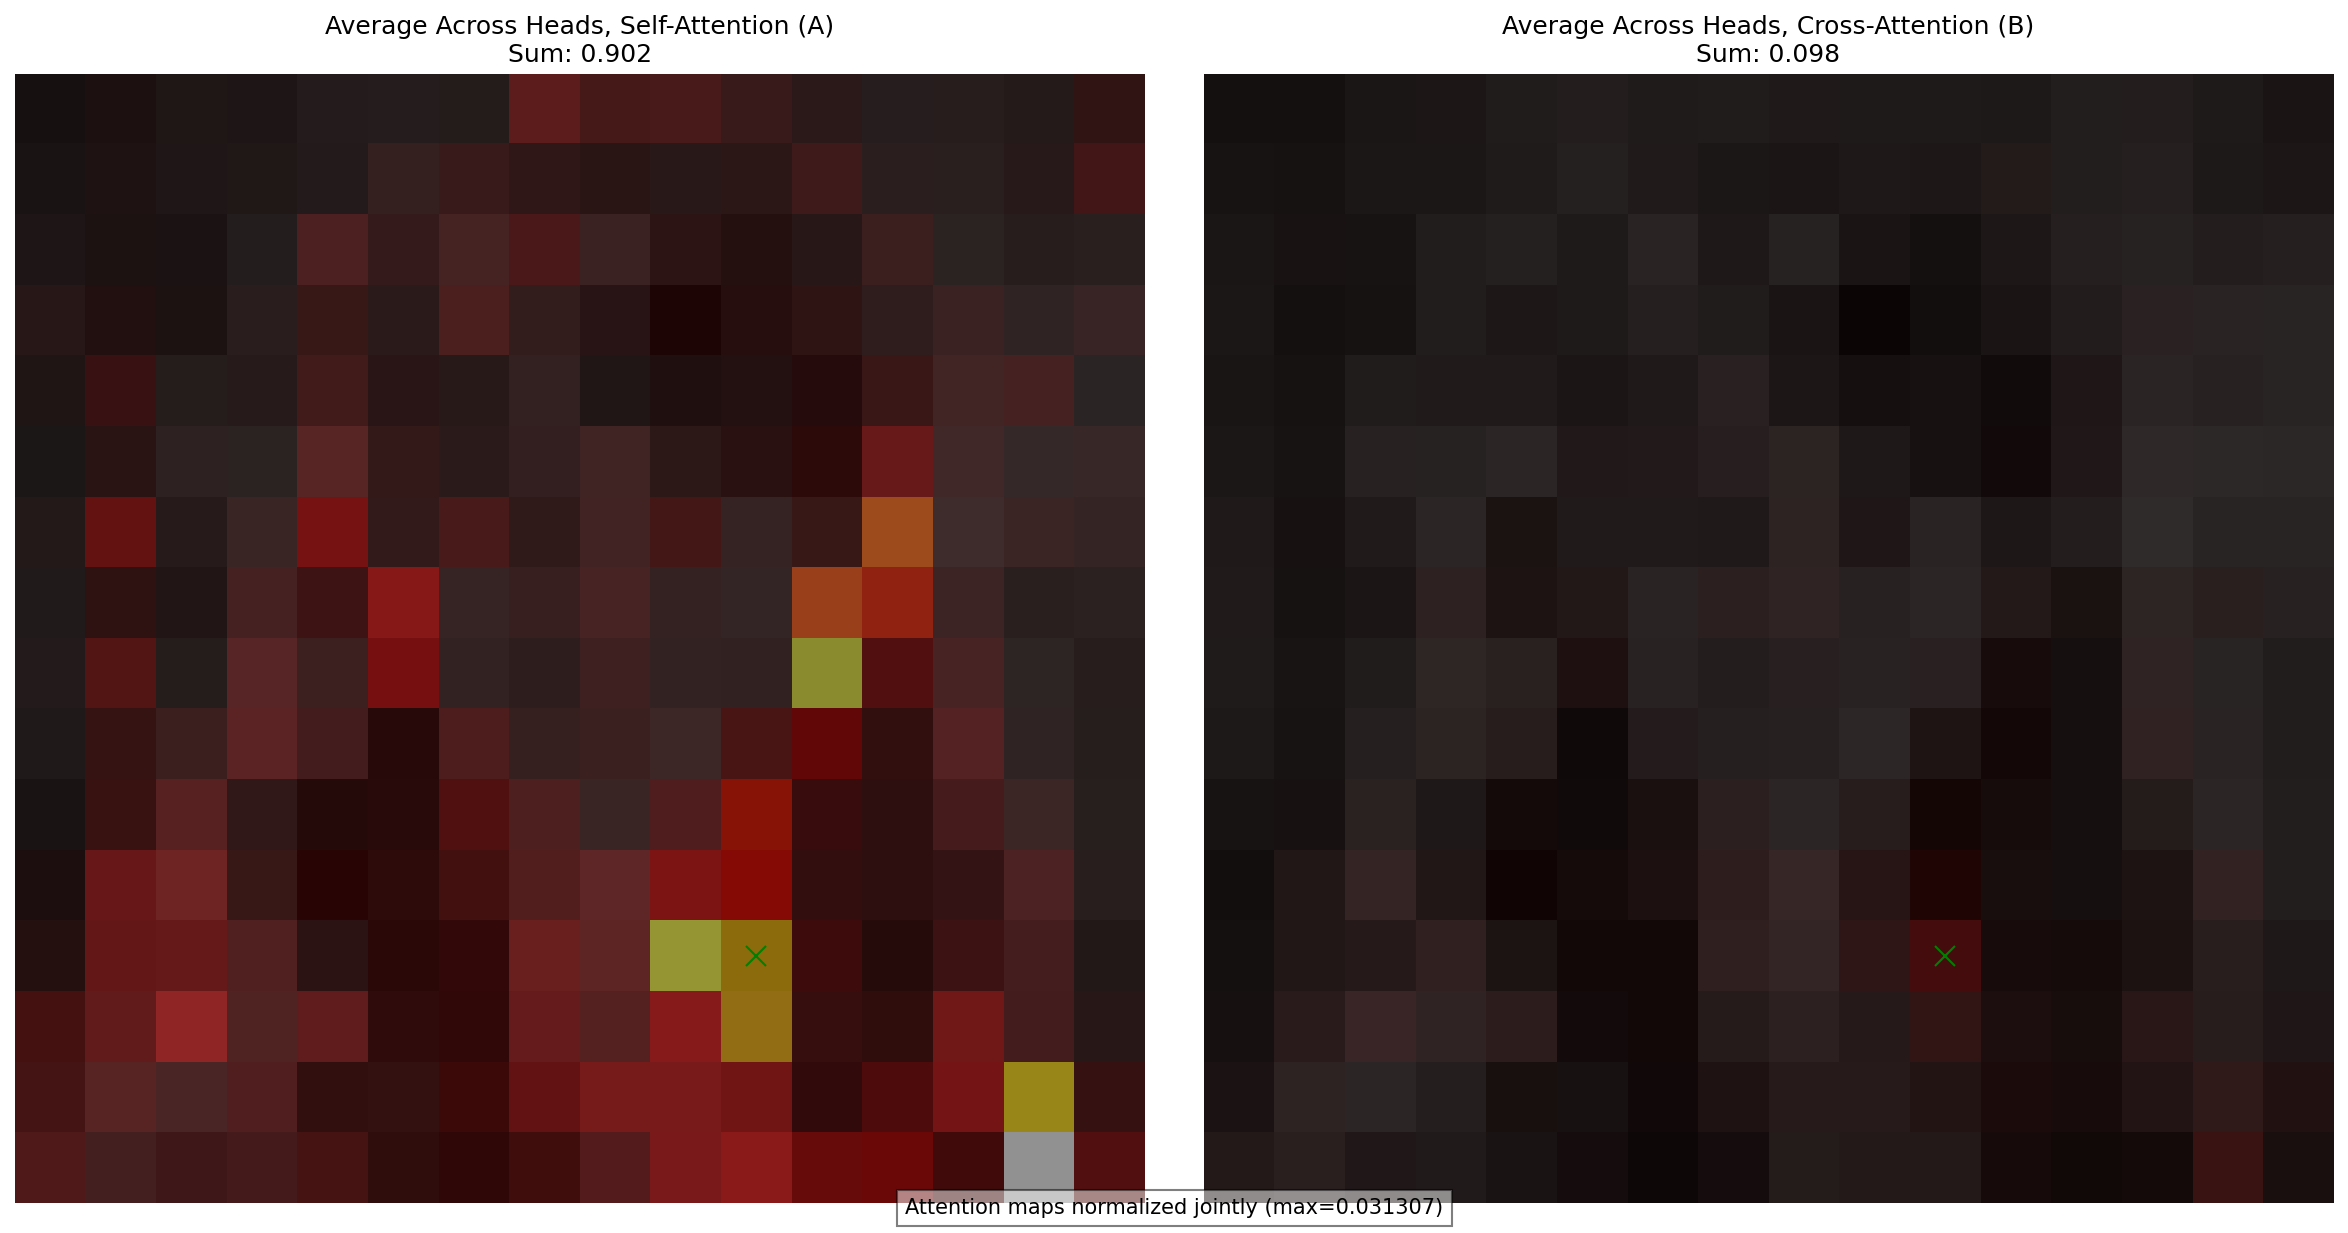 Average Across Heads, Self-Attention (A)
Sum: 0.902
Average Across Heads, Cross-Attention (B)
Sum: 0.098
Attention maps normalized jointly (max=0.031307)